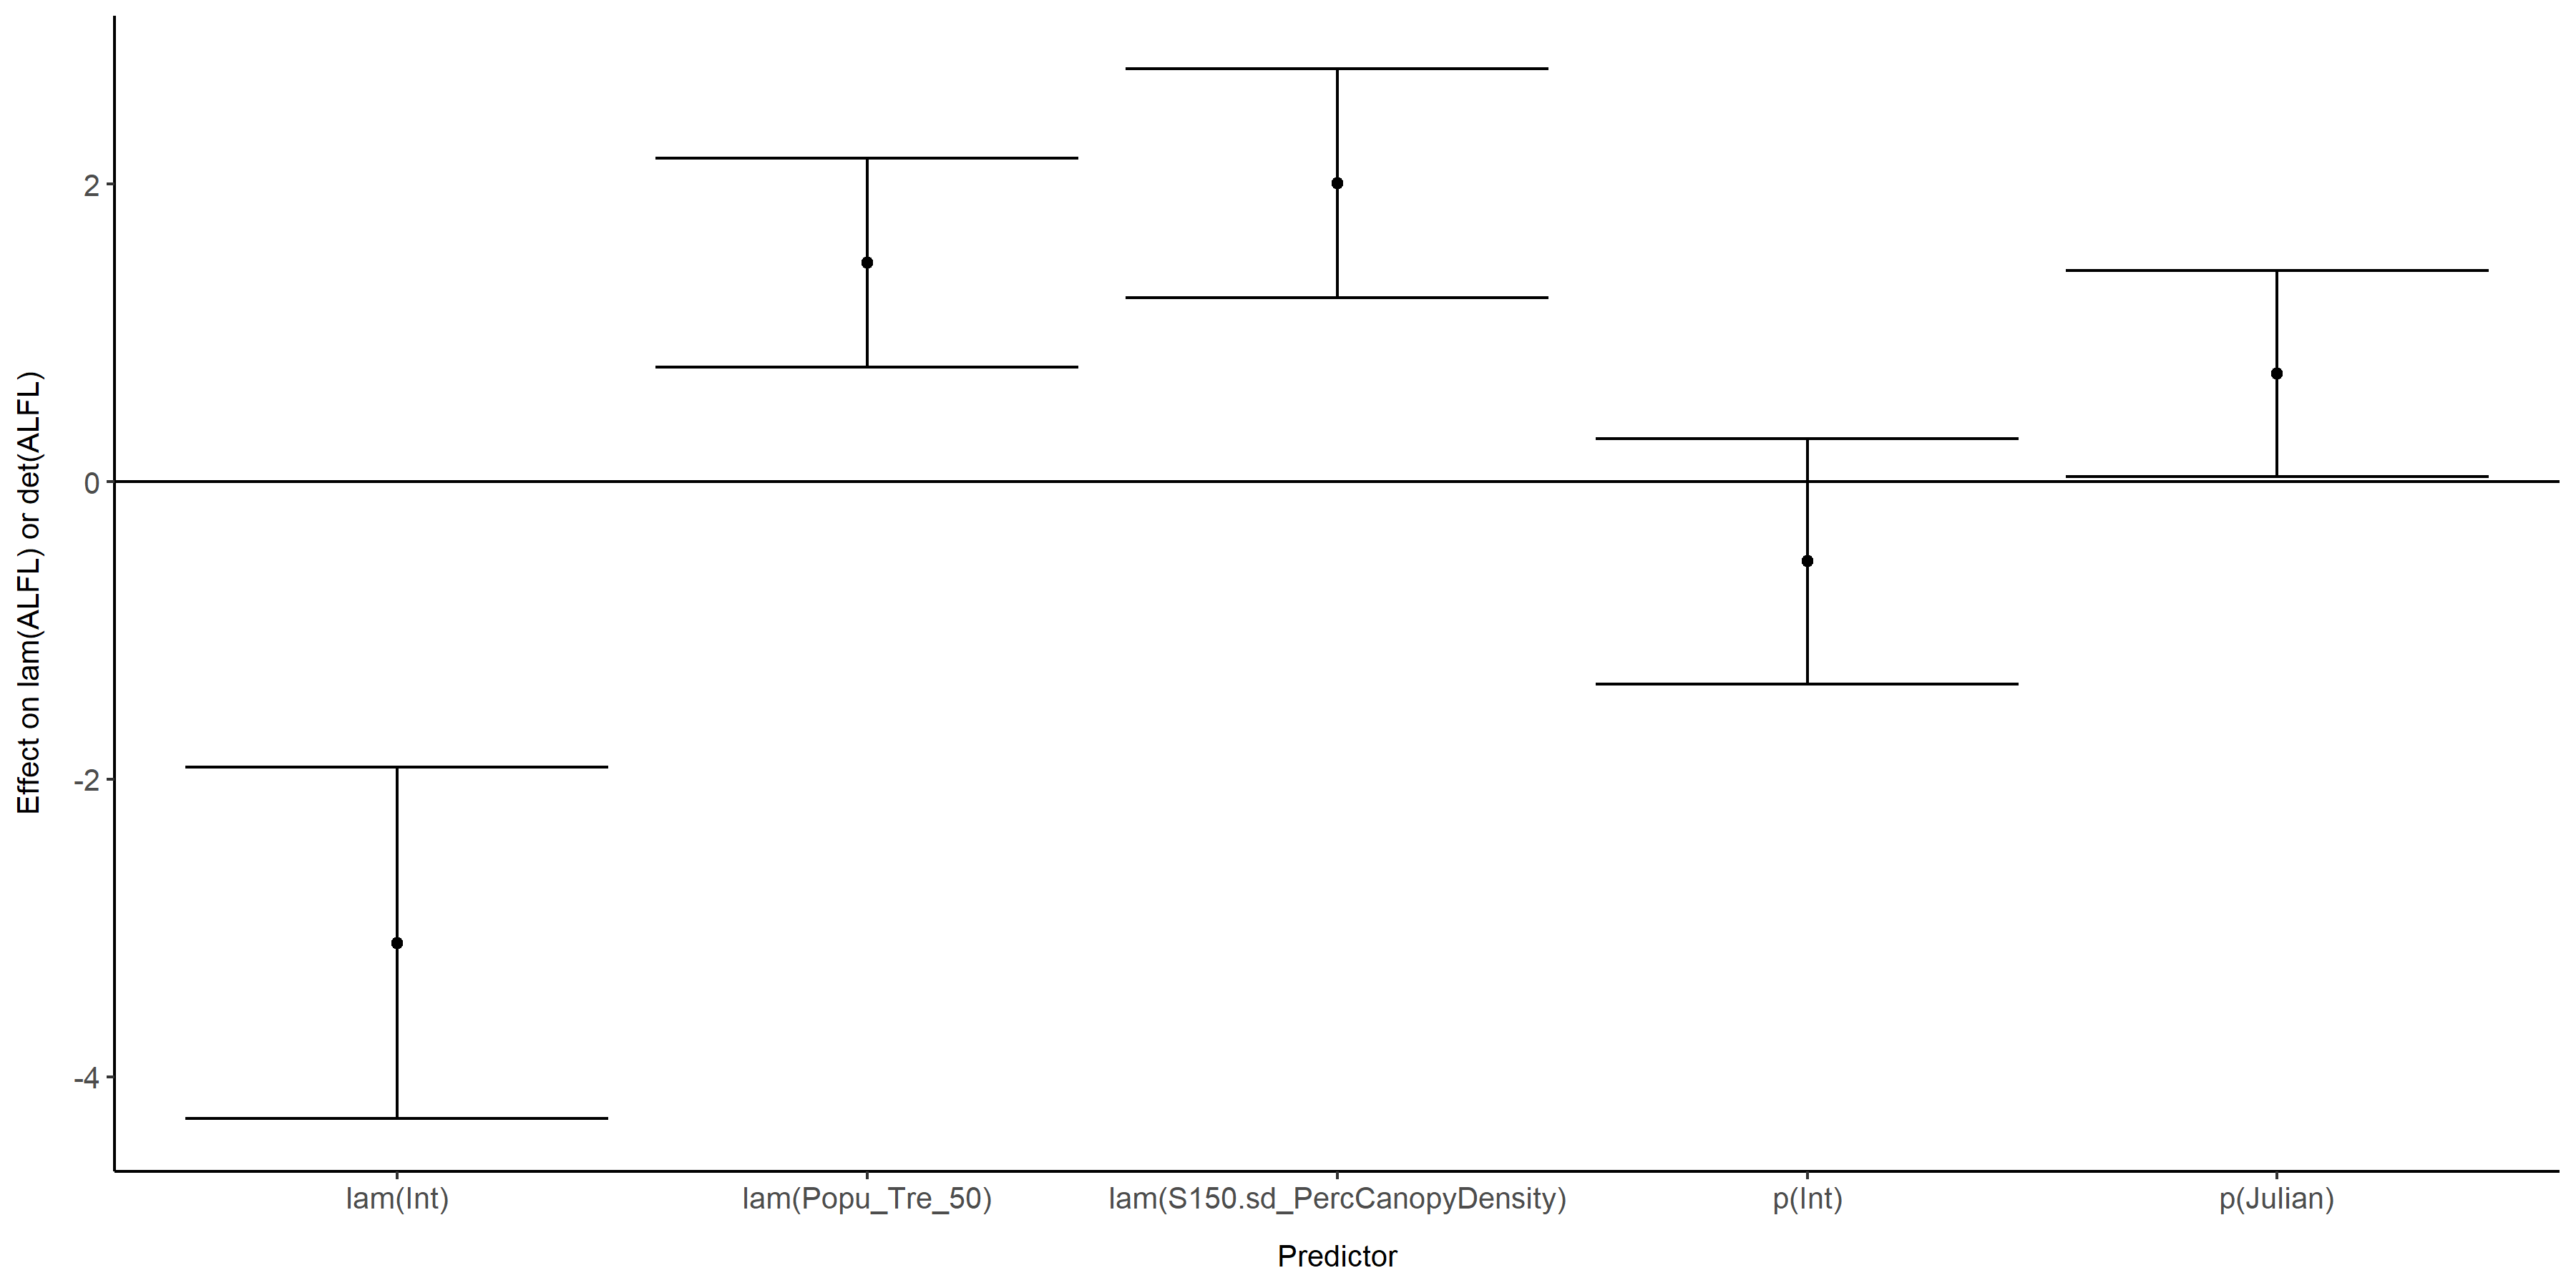 Effect on lam(ALFL) or det(ALFL)
2
0
-2
-4
lam(Int) lam(Popu_Tre_50) lam(S150.sd_PercCanopyDensity) p(Int) p(Julian)
Predictor